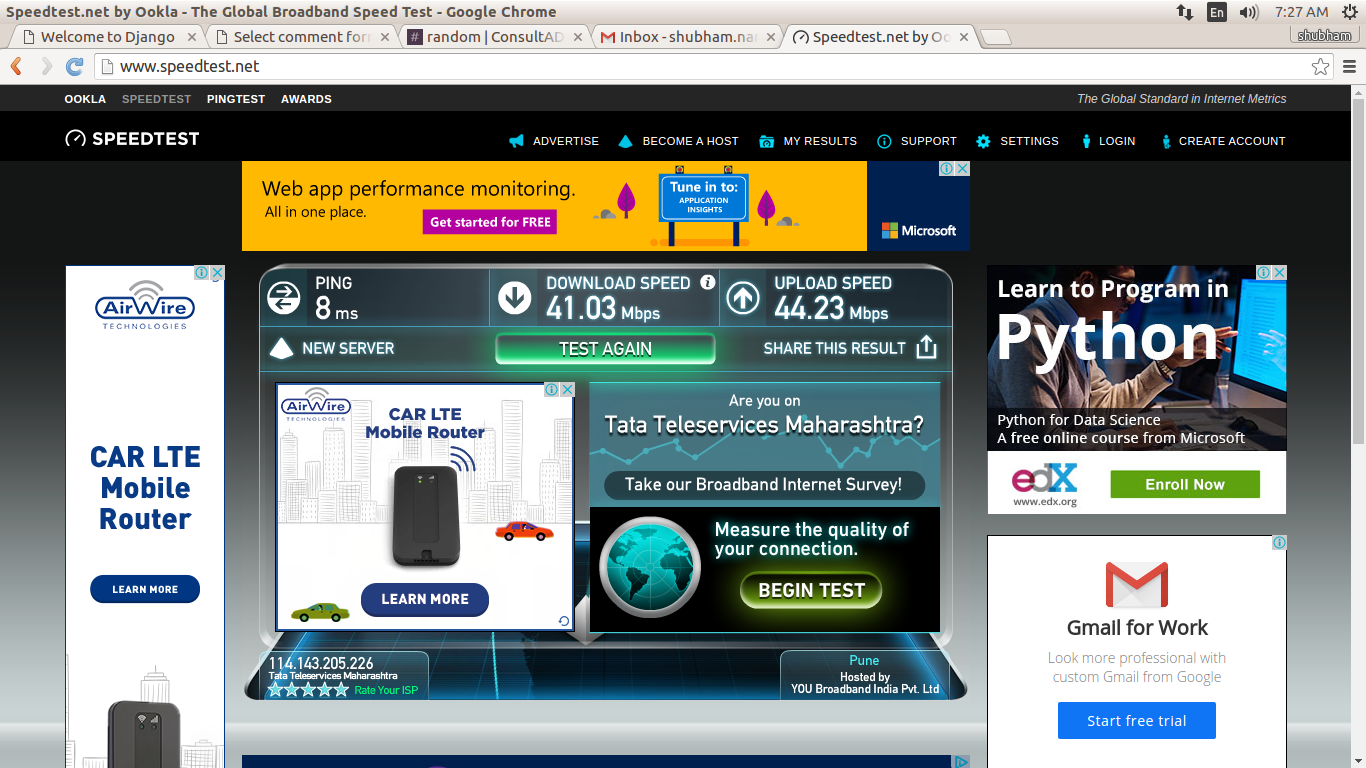 Speedtest.net by Ookla - The Global Broadband Speed Test - Google Chrome
En
7:27 AM
Welcome to Django
Select comment for
random | ConsultAD
Inbox - shubham.na
Speedtest.net by Oo
shubham
www.speedtest.net
OOKLA SPEEDTEST PINGTEST AWARDS
The Global Standard in Internet Metrics
SPEEDTEST
ADVERTISE BECOME A HOST MY RESULTS SUPPORT SETTINGS LOGIN CREATE ACCOUNT
Web app performance monitoring.
All in one place.
Get started for FREE
Tune in to:
APPLICATION
INSIGHTS
Microsoft
AirWire
TECHNOLOGIES
CAR LTE
Mobile
Router
LEARN MORE
PING
8 ms
DOWNLOAD SPEED
41.03 Mbps
UPLOAD SPEED
44.23 Mbps
NEW SERVER
TEST AGAIN
SHARE THIS RESULT
AirWire
TECHNOLOGIES
CAR LTE
Mobile Router
LEARN MORE
Are you on
Tata Teleservices Maharashtra?
Take our Broadband Internet Survey!
Measure the quality of
your connection.
BEGIN TEST
114.143.205.226
Tata Teleservices Maharashtra
Rate Your ISP
Pune
Hosted by
YOU Broadband India Pvt. Ltd
Learn to Program in
Python
Python for Data Science
A free online course from Microsoft
edX
www.edx.org
Enroll Now
Gmail for Work
Look more professional with
custom Gmail from Google
Start free trial